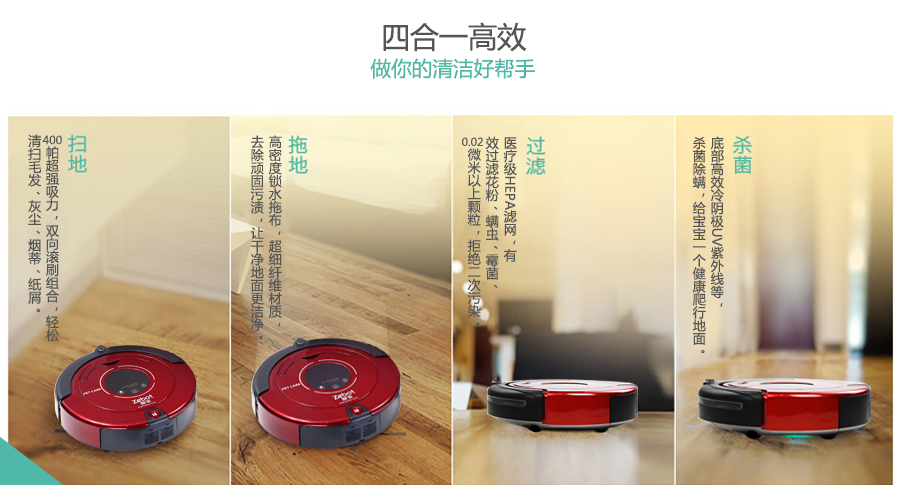 四合一高效
做你的清洁好帮手
扫地
400帕超强吸力，双向滚刷组合，轻松
清扫毛发、灰尘、烟蒂、纸屑。
拖地
高密度锁水拖布，超细纤维材质，
去除顽固污渍，让干净地面更洁净。
过滤
医疗级HEPA滤网，有
效过滤花粉、螨虫、霉菌、
0.02微米以上颗粒，拒绝二次污染。
杀菌
底部高效冷阴极UV紫外线等，
杀菌除螨，给宝宝一个健康爬行地面。
PET CARE
Zebot
PET CARE
Zebot